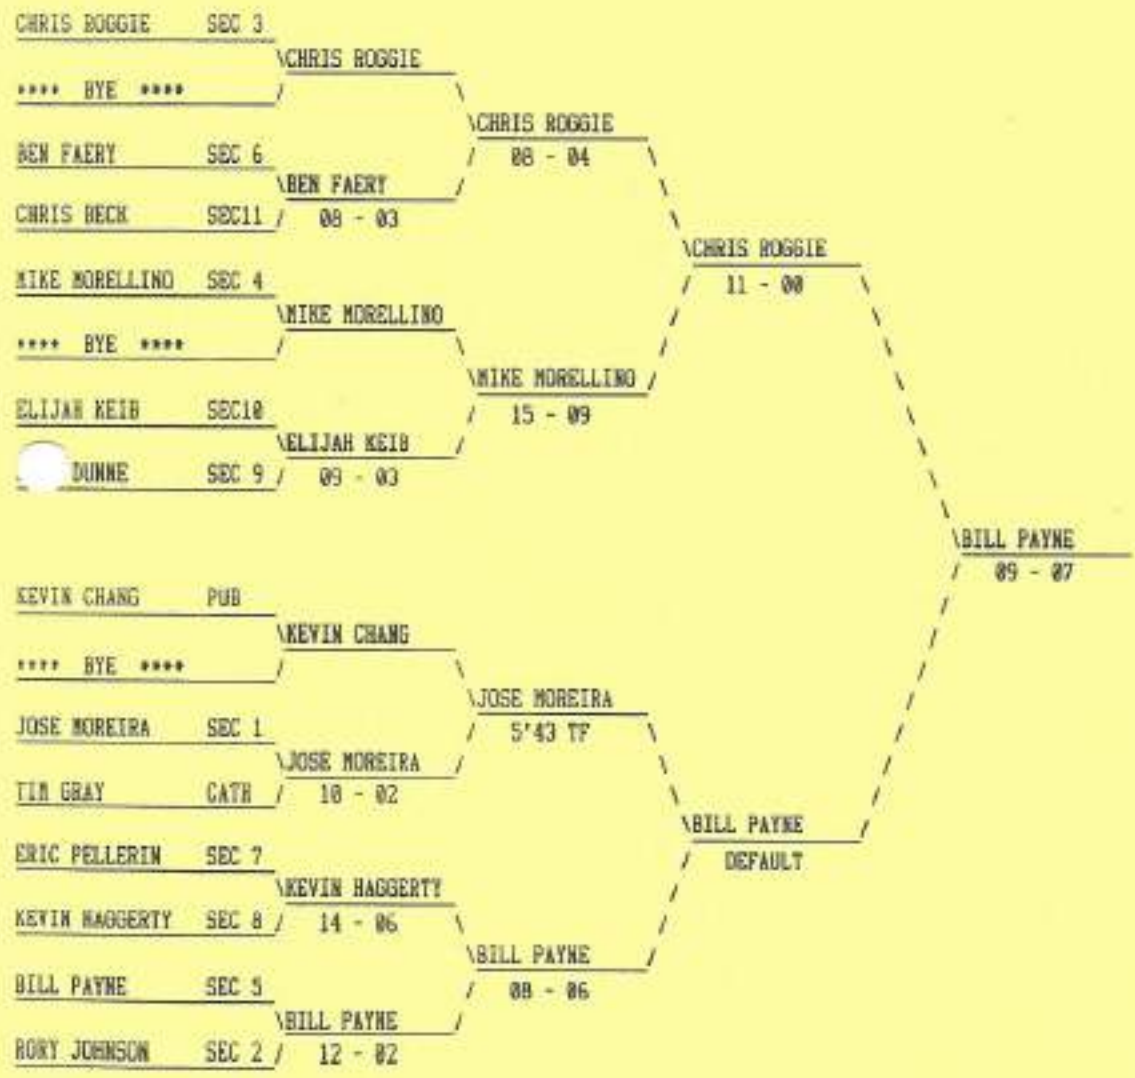 CHRIS ROGGIE SEC 3
\CHRIS ROGGIE
**** BYE **** /
\CHRIS ROGGIE
BEN FAERY SEC 6 / 08 - 04
\BEN FAERY
CHRIS BECK SEC11 / 08 - 03
\CHRIS ROGGIE
MIKE MORELLINO SEC 4 / 11 - 00
\MIKE MORELLINO
**** BYE **** /
\MIKE MORELLINO /
ELIJAH KEIB SEC10 / 15 - 09
\ELIJAH KEIB
DUNNE SEC 9 / 09 - 03
\BILL PAYNE
/ 09 - 07
KEVIN CHANG PUB
\KEVIN CHANG
**** BYE **** /
\JOSE MOREIRA
JOSE MOREIRA SEC 1 / 5'43 TF
\JOSE MOREIRA /
TIM GRAY CATH / 10 - 02
\BILL PAYNE /
ERIC PELLERIN SEC 7 / DEFAULT
\KEVIN HAGGERTY
KEVIN HAGGERTY SEC 8 / 14 - 06
\BILL PAYNE /
BILL PAYNE SEC 5 / 08 - 06
\BILL PAYNE /
RORY JOHNSON SEC 2 / 12 - 02